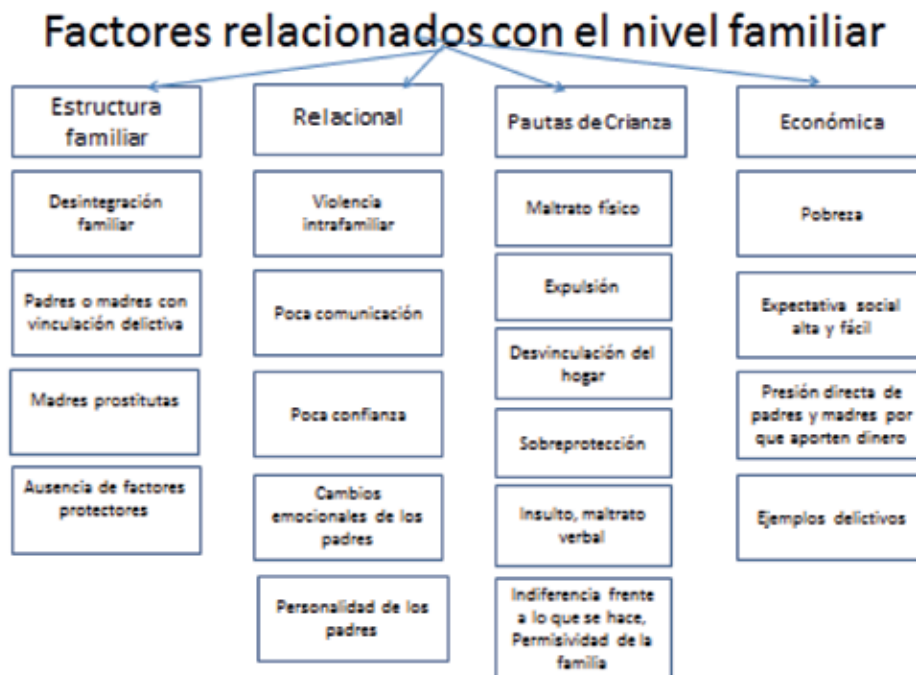 Factores relacionados con el nivel familiar
Estructura
familiar
Desintegración
familiar
Padres o madres con
vinculación delictiva
Madres prostitutas
Ausencia de factores
protectores
Relacional
Violencia
intrafamiliar
Poca comunicación
Poca confianza
Cambios
emocionales de los
padres
Personalidad de los
padres
Pautas de Crianza
Maltrato físico
Expulsión
Desvinculación del
hogar
Sobreprotección
Insulto, maltrato
verbal
Indiferencia frente
a lo que se hace,
Permisividad de la
familia
Económica
Pobreza
Expectativa social
alta y fácil
Presión directa de
padres y madres por
que aporten dinero
Ejemplos delictivos